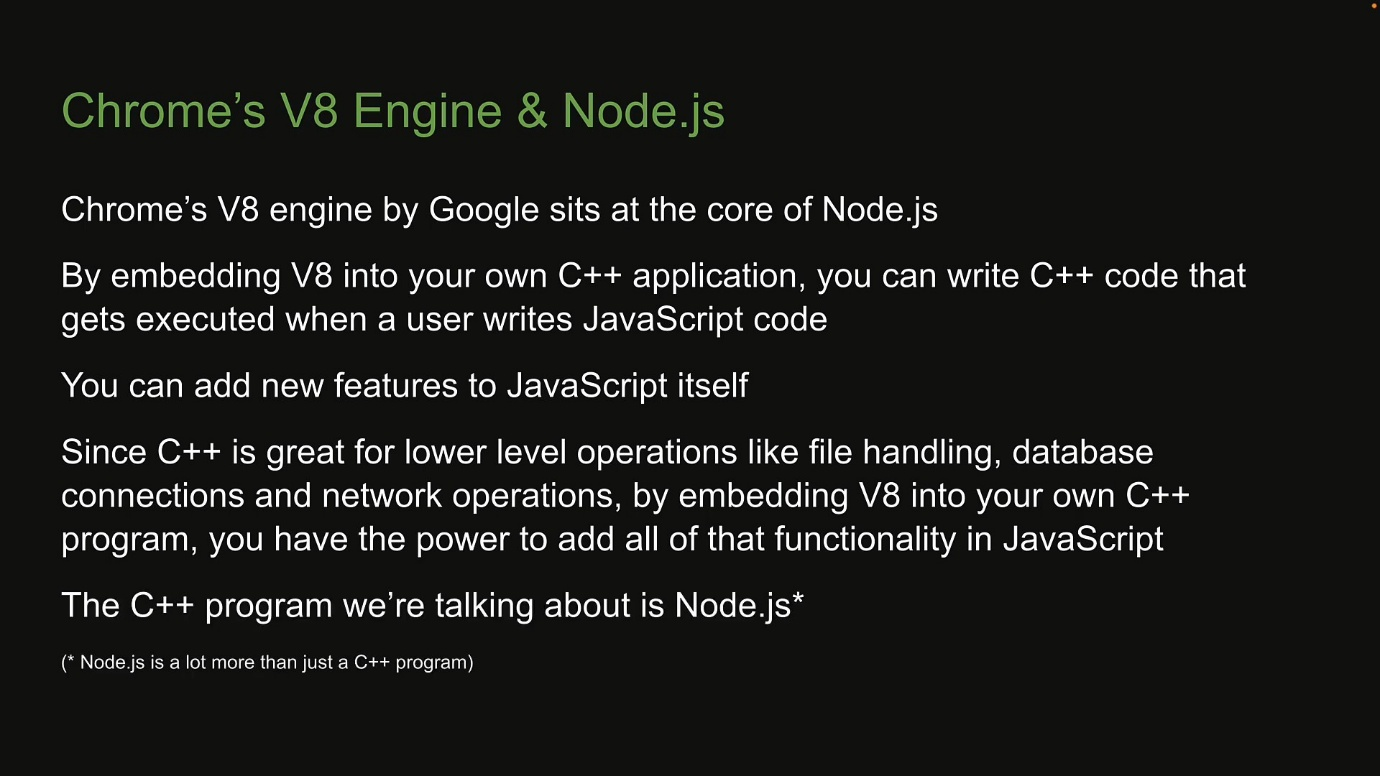 Chrome’s V8 Engine & Node.js
Chrome’s V8 engine by Google sits at the core of Node.js
By embedding V8 into your own C++ application, you can write C++ code that
gets executed when a user writes JavaScript code
You can add new features to JavaScript itself
Since C++ is great for lower level operations like file handling, database
connections and network operations, by embedding V8 into your own C++
program, you have the power to add all of that functionality in JavaScript
The C++ program we’re talking about is Node.js*
(* Node.js is a lot more than just a C++ program)